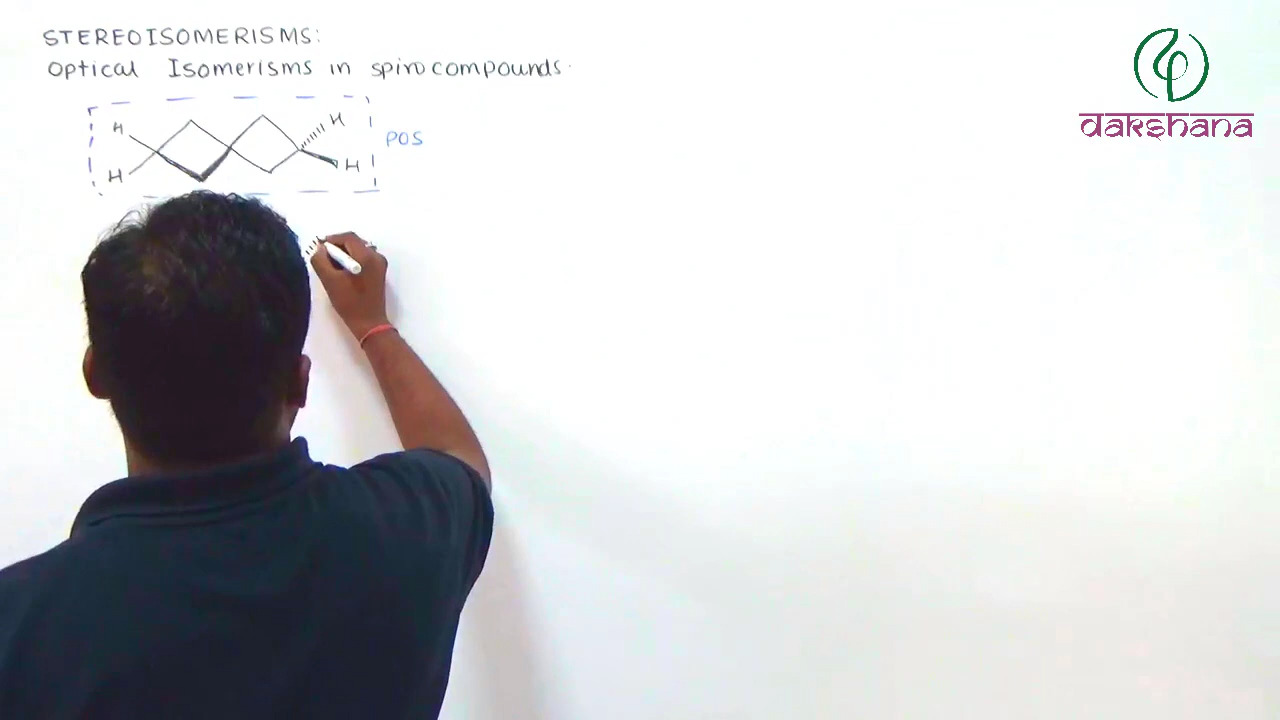 STEREOISOMERISMS:
Optical Isomerisms in spiro compounds.
H H
H H
POS
dakshana